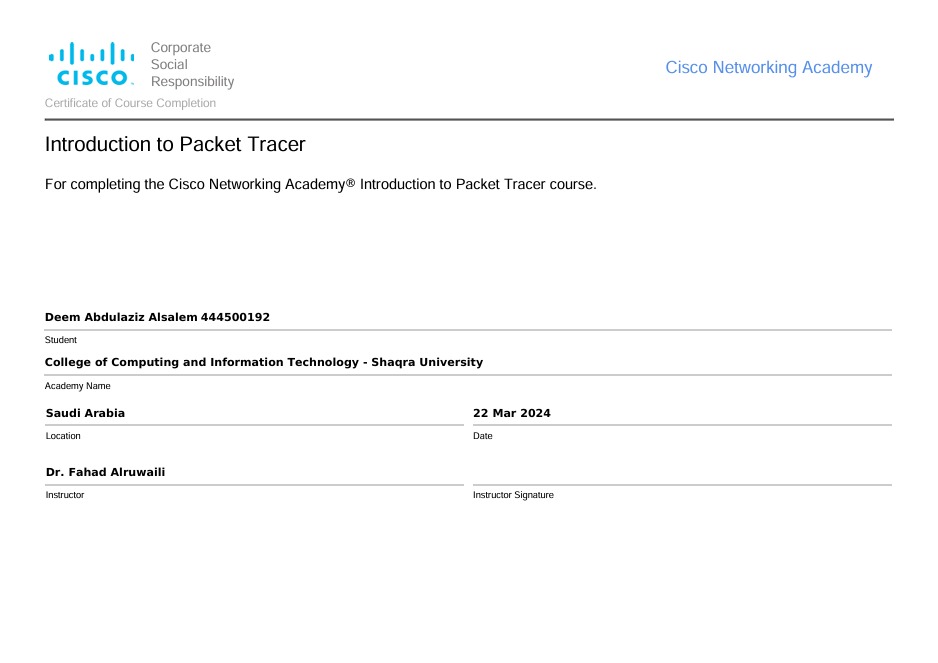 Corporate
Social
Responsibility
CISCO
Cisco Networking Academy
Certificate of Course Completion
Introduction to Packet Tracer
For completing the Cisco Networking Academy® Introduction to Packet Tracer course.
Deem Abdulaziz Alsalem 444500192
Student
College of Computing and Information Technology - Shaqra University
Academy Name
Saudi Arabia
Location
22 Mar 2024
Date
Dr. Fahad Alruwaili
Instructor
Instructor Signature